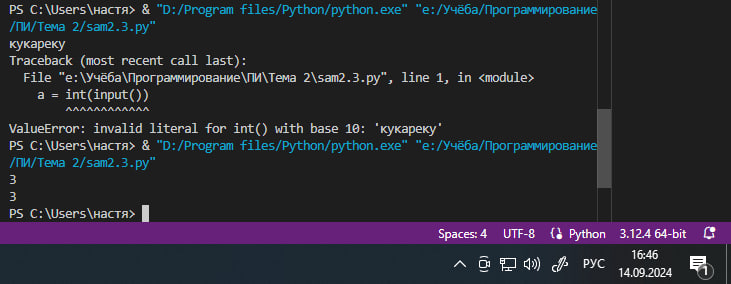 PS C:\Users\настя> & "D:/Program files/Python/python.exe" "e:/Учёба/Программирование
/ПИ/Тема 2/sam2.3.py"
кукареку
Traceback (most recent call last):
  File "e:\Учёба\Программирование\ПИ\Тема 2\sam2.3.py", line 1, in <module>
    a = int(input())
        ^^^^^^^^^^^^
ValueError: invalid literal for int() with base 10: 'кукареку'
PS C:\Users\настя> & "D:/Program files/Python/python.exe" "e:/Учёба/Программирование
/ПИ/Тема 2/sam2.3.py"
3
3
PS C:\Users\настя>
Spaces: 4 UTF-8 Python 3.12.4 64-bit
РУС 16:46
14.09.2024 1